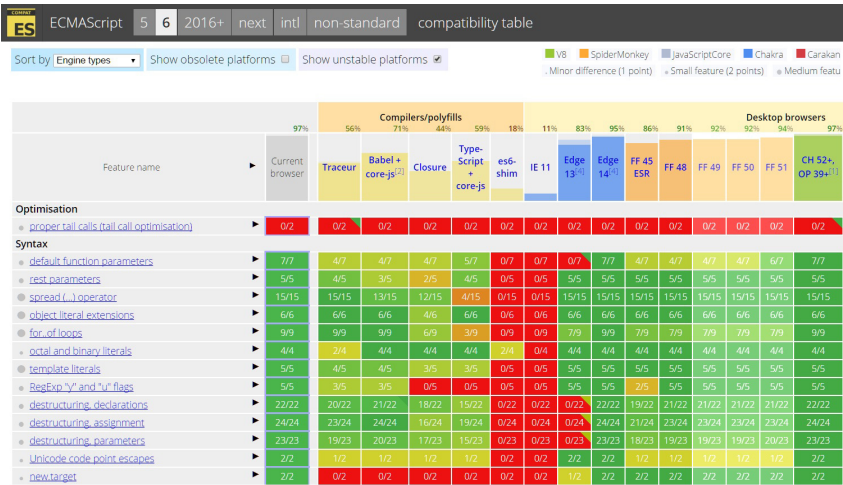 COMPAT
ES
ECMAScript 5 6 2016+ next intl non-standard compatibility table
Sort by Engine types Show obsolete platforms Show unstable platforms
V8 SpiderMonkey JavaScriptCore Chakra Carakan
Minor difference (1 point) Small feature (2 points) Medium featu
Compilers/polyfills Desktop browsers
97% 56% 71% 44% 59% 18% 11% 83% 95% 86% 91% 92% 92% 94% 97%
Feature name Current browser Traceur Babel + core-js[2] Closure Type-Script + core-js es6-shim IE 11 Edge 13[4] Edge 14[4] FF 45 ESR FF 48 FF 49 FF 50 FF 51 CH 52+, OP 39+[1]
Optimisation
proper tail calls (tail call optimisation) 0/2 0/2 0/2 0/2 0/2 0/2 0/2 0/2 0/2 0/2 0/2 0/2 0/2 0/2 0/2
Syntax
default function parameters 7/7 4/7 4/7 4/7 5/7 0/7 0/7 0/7 7/7 4/7 4/7 4/7 4/7 6/7 7/7
rest parameters 5/5 4/5 3/5 2/5 4/5 0/5 0/5 5/5 5/5 5/5 5/5 5/5 5/5 5/5 5/5
spread (...) operator 15/15 15/15 13/15 12/15 4/15 0/15 0/15 15/15 15/15 15/15 15/15 15/15 15/15 15/15 15/15
object literal extensions 6/6 6/6 6/6 4/6 6/6 0/6 0/6 6/6 6/6 6/6 6/6 6/6 6/6 6/6 6/6
for..of loops 9/9 9/9 9/9 6/9 3/9 0/9 0/9 7/9 9/9 7/9 7/9 7/9 7/9 7/9 9/9
octal and binary literals 4/4 2/4 4/4 4/4 4/4 2/4 0/4 4/4 4/4 4/4 4/4 4/4 4/4 4/4 4/4
template literals 5/5 4/5 4/5 3/5 3/5 0/5 0/5 5/5 5/5 5/5 5/5 5/5 5/5 5/5 5/5
RegExp "y" and "u" flags 5/5 3/5 3/5 0/5 0/5 0/5 0/5 5/5 5/5 2/5 5/5 5/5 5/5 5/5 5/5
destructuring, declarations 22/22 20/22 21/22 18/22 15/22 0/22 0/22 0/22 22/22 19/22 21/22 21/22 21/22 21/22 22/22
destructuring, assignment 24/24 23/24 24/24 16/24 19/24 0/24 0/24 0/24 24/24 21/24 23/24 23/24 23/24 23/24 24/24
destructuring, parameters 23/23 19/23 20/23 17/23 15/23 0/23 0/23 0/23 23/23 18/23 19/23 19/23 19/23 20/23 23/23
Unicode code point escapes 2/2 1/2 1/2 1/2 1/2 0/2 0/2 2/2 2/2 1/2 1/2 1/2 1/2 1/2 2/2
new.target 2/2 0/2 0/2 0/2 0/2 0/2 0/2 1/2 2/2 2/2 2/2 2/2 2/2 2/2 2/2